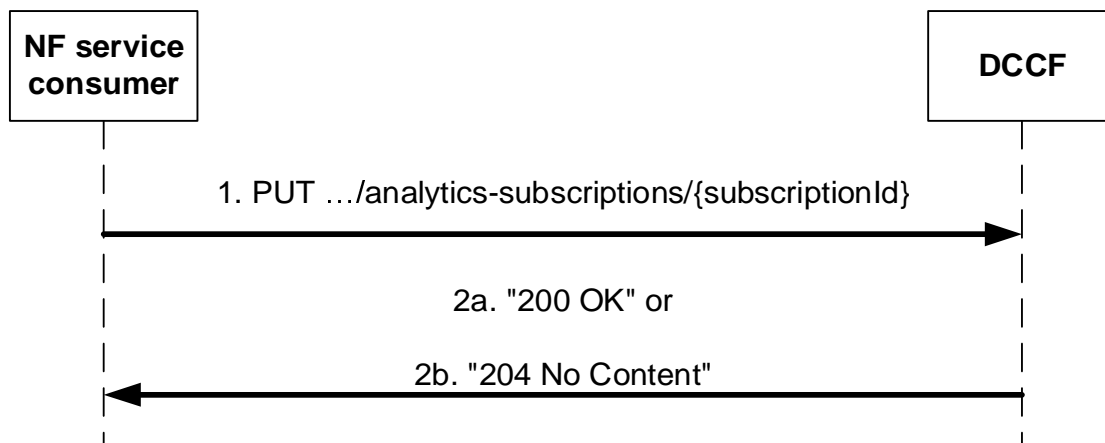 NF service
consumer
DCCF
1. PUT …/analytics-subscriptions/{subscriptionId}
2a. "200 OK" or
2b. "204 No Content"